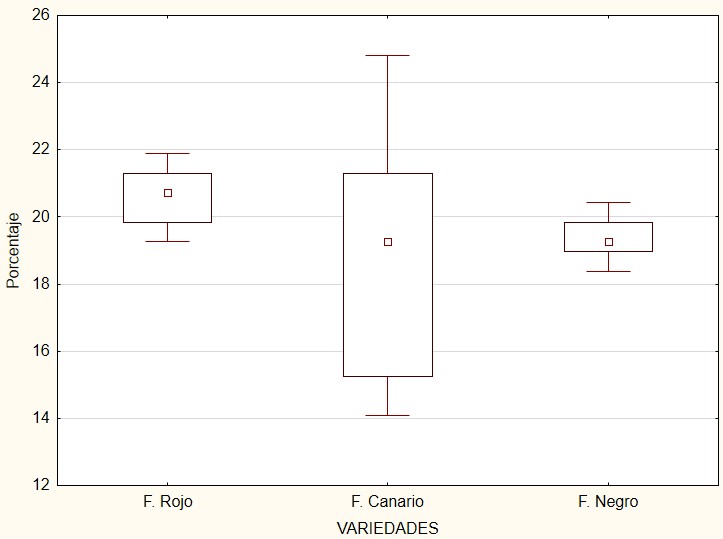 26
24
22
20
18
16
14
12
Porcentaje
F. Rojo
F. Canario
F. Negro
VARIEDADES